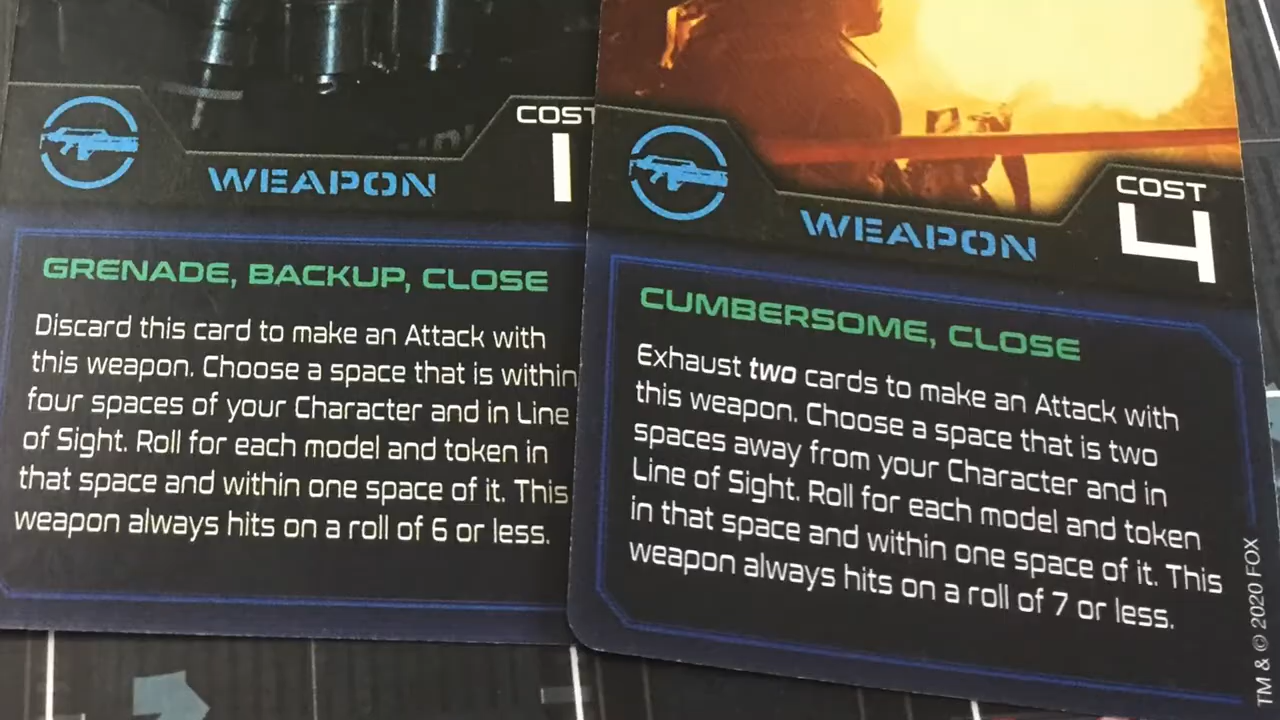 COST
1
WEAPON
GRENADE, BACKUP, CLOSE
Discard this card to make an Attack with
this weapon. Choose a space that is within
four spaces of your Character and in Line
of Sight. Roll for each model and token in
that space and within one space of it. This
weapon always hits on a roll of 6 or less.
COST
4
WEAPON
CUMBERSOME, CLOSE
Exhaust two cards to make an Attack with
this weapon. Choose a space that is two
spaces away from your Character and in
Line of Sight. Roll for each model and token
in that space and within one space of it. This
weapon always hits on a roll of 7 or less.
TM & © 2020 FOX